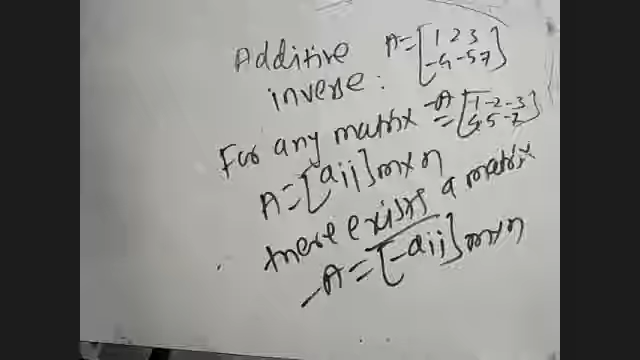 Additive A=[1 2 3
-4 -5 7]
inverse:
For any matrix -A=[-1 -2 -3
4 5 -7]
A=[aij]m×n
there exists a matrix
-A=[-aij]m×n